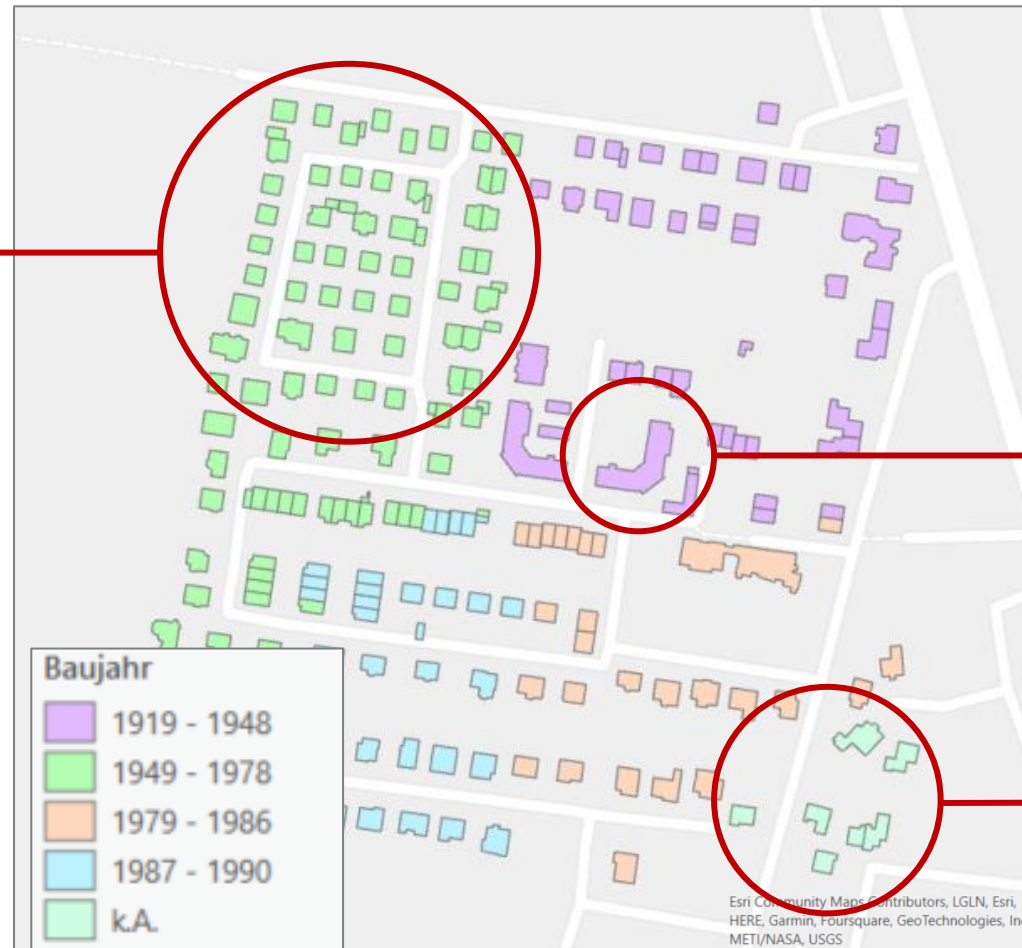 Baujahr
1919 - 1948
1949 - 1978
1979 - 1986
1987 - 1990
k.A.
Esri Community Maps Contributors, LGLN, Esri,
HERE, Garmin, Foursquare, GeoTechnologies, Inc
METI/NASA, USGS